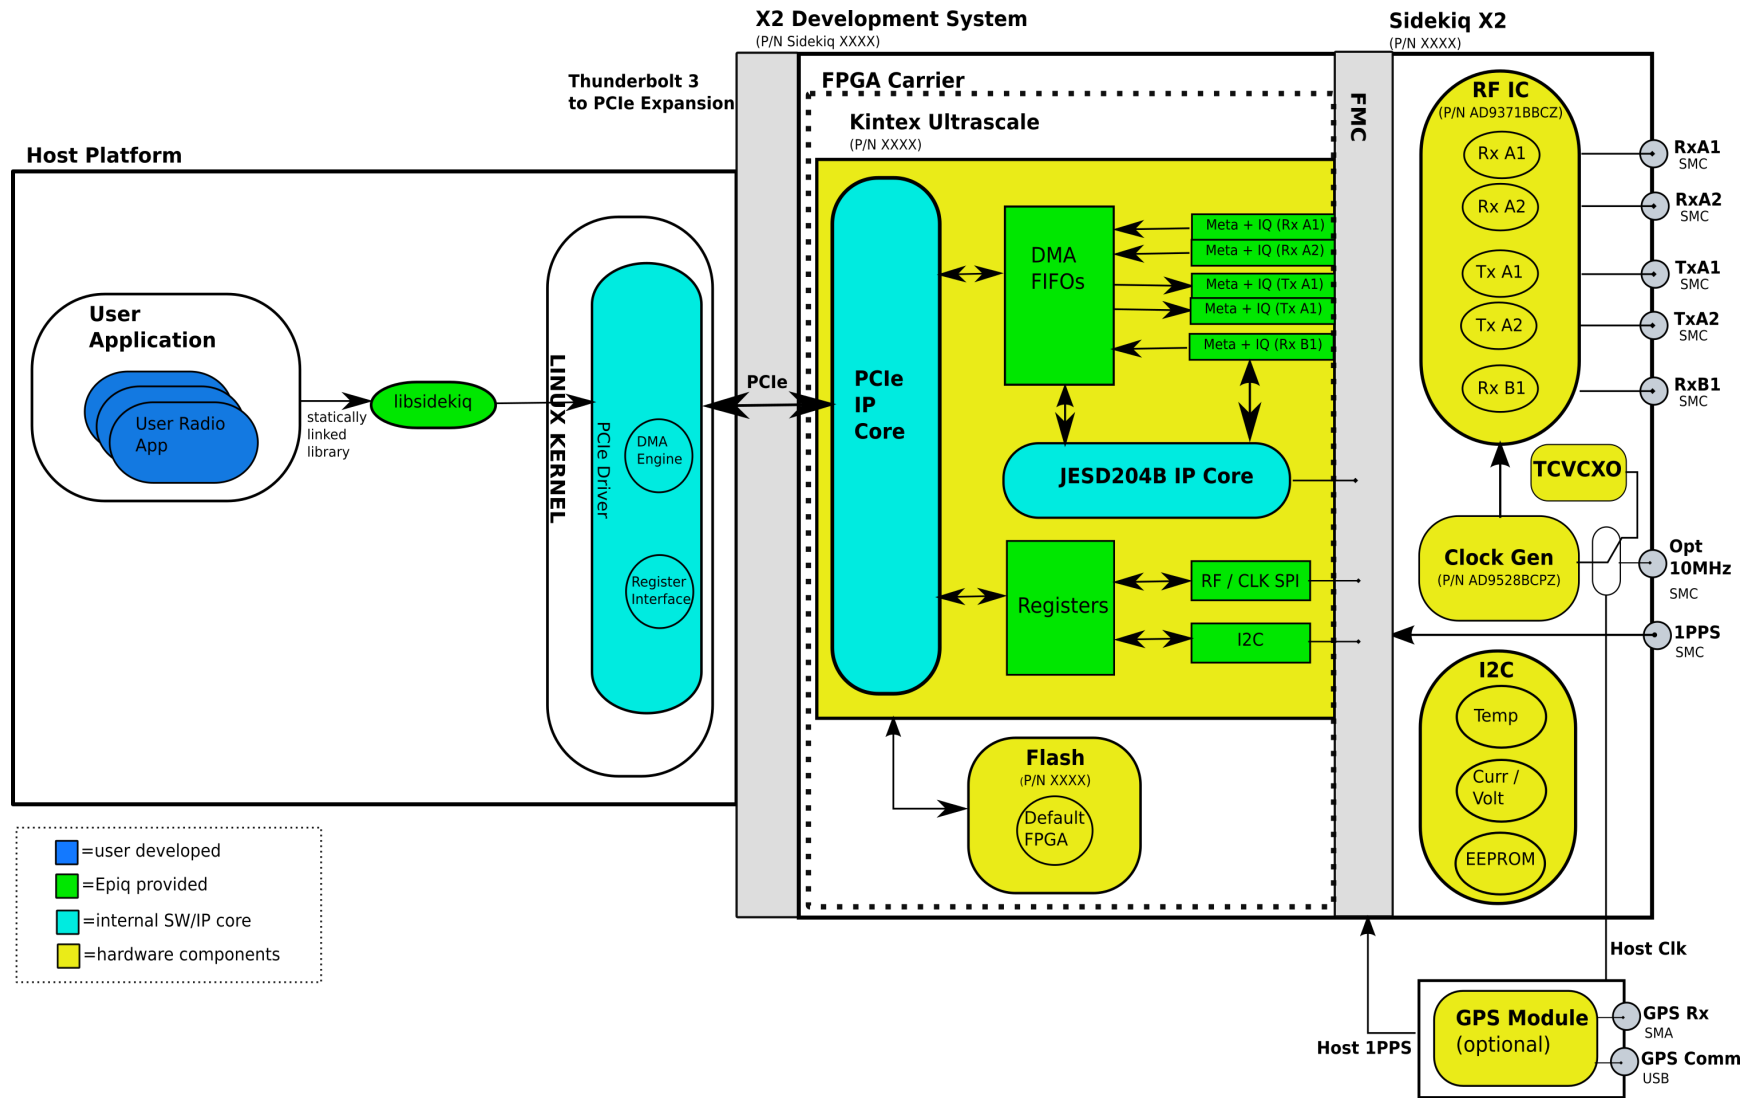 X2 Development System
(P/N Sidekiq XXXX)
Sidekiq X2
(P/N XXXX)
Thunderbolt 3
to PCIe Expansion
FPGA Carrier
Kintex Ultrascale
(P/N XXXX)
FMC
Host Platform
User
Application
User Radio
App
statically
linked
library
libsidekiq
LINUX KERNEL
PCIe Driver
DMA
Engine
Register
Interface
PCIe
PCIe
IP
Core
DMA
FIFOs
Meta + IQ (Rx A1)
Meta + IQ (Rx A2)
Meta + IQ (Tx A1)
Meta + IQ (Tx A1)
Meta + IQ (Rx B1)
JESD204B IP Core
Registers
RF / CLK SPI
I2C
Flash
(P/N XXXX)
Default
FPGA
RF IC
(P/N AD9371BBCZ)
Rx A1
Rx A2
Tx A1
Tx A2
Rx B1
RxA1
SMC
RxA2
SMC
TxA1
SMC
TxA2
SMC
RxB1
SMC
TCVCXO
Clock Gen
(P/N AD9528BCPZ)
Opt
10MHz
SMC
1PPS
SMC
I2C
Temp
Curr /
Volt
EEPROM
Host Clk
Host 1PPS
GPS Module
(optional)
GPS Rx
SMA
GPS Comm
USB
=user developed
=Epiq provided
=internal SW/IP core
=hardware components